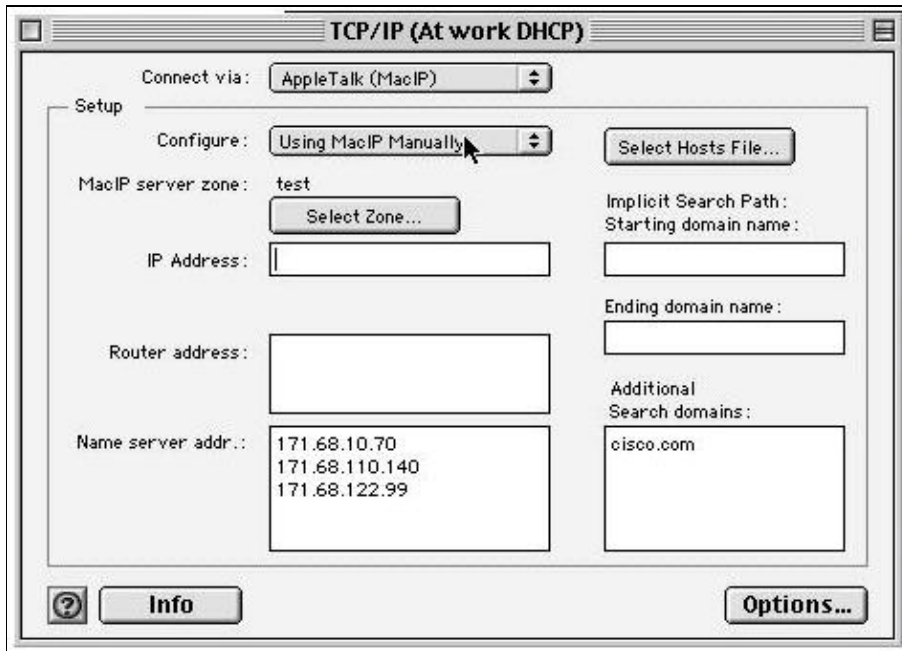 TCP/IP (At work DHCP)
Connect via: AppleTalk (MacIP)
Setup
Configure: Using MacIP Manually
Select Hosts File...
MacIP server zone: test
Select Zone...
Implicit Search Path:
Starting domain name:
IP Address:
Ending domain name:
Router address:
Additional
Search domains:
Name server addr.: 171.68.10.70
171.68.110.140
171.68.122.99
cisco.com
?
Info
Options...